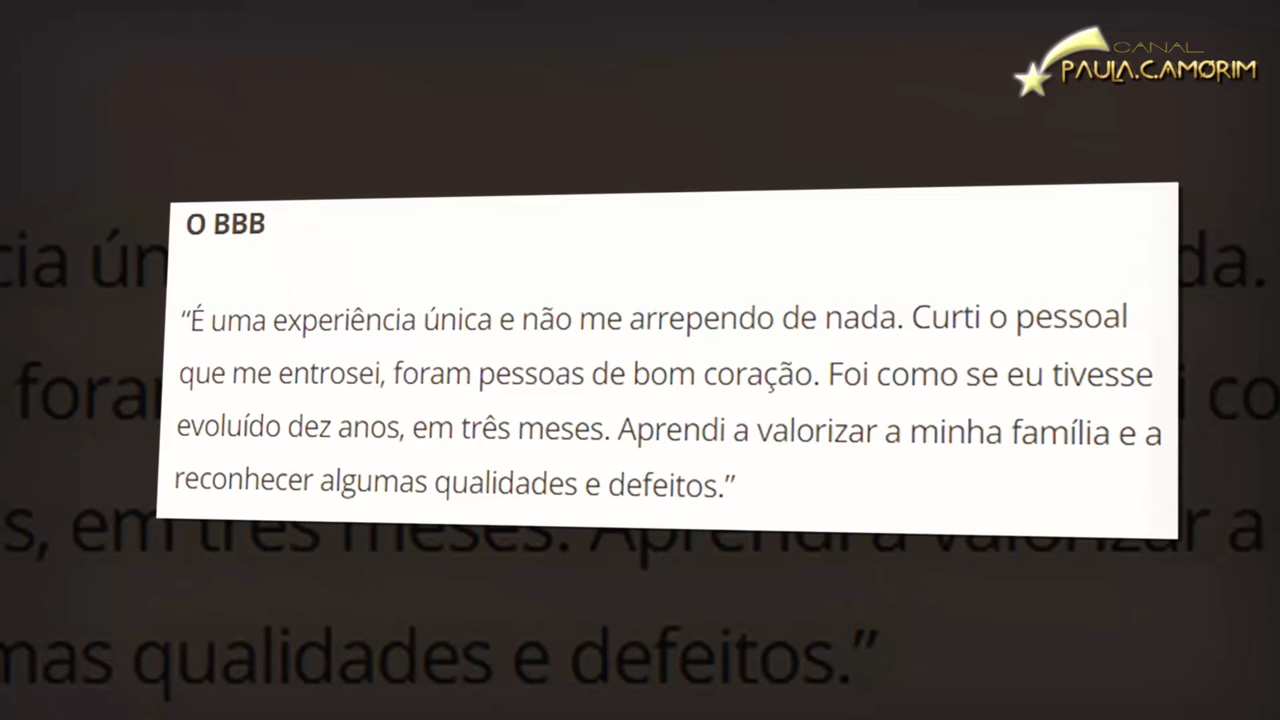 CANAL
PAULA.C.AMORIM
O BBB
“É uma experiência única e não me arrependo de nada. Curti o pessoal
que me entrosei, foram pessoas de bom coração. Foi como se eu tivesse
evoluído dez anos, em três meses. Aprendi a valorizar a minha família e a
reconhecer algumas qualidades e defeitos.”